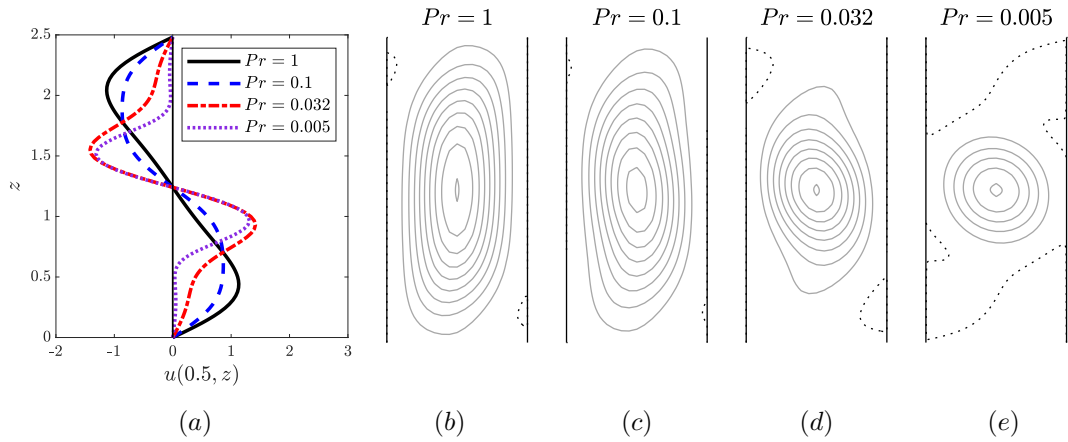 Pr = 1
Pr = 0.1
Pr = 0.032
Pr = 0.005
2.5
2
1.5
1
0.5
0
z
Pr = 1
Pr = 0.1
Pr = 0.032
Pr = 0.005
-2 -1 0 1 2 3
u(0.5, z)
(a) (b) (c) (d) (e)